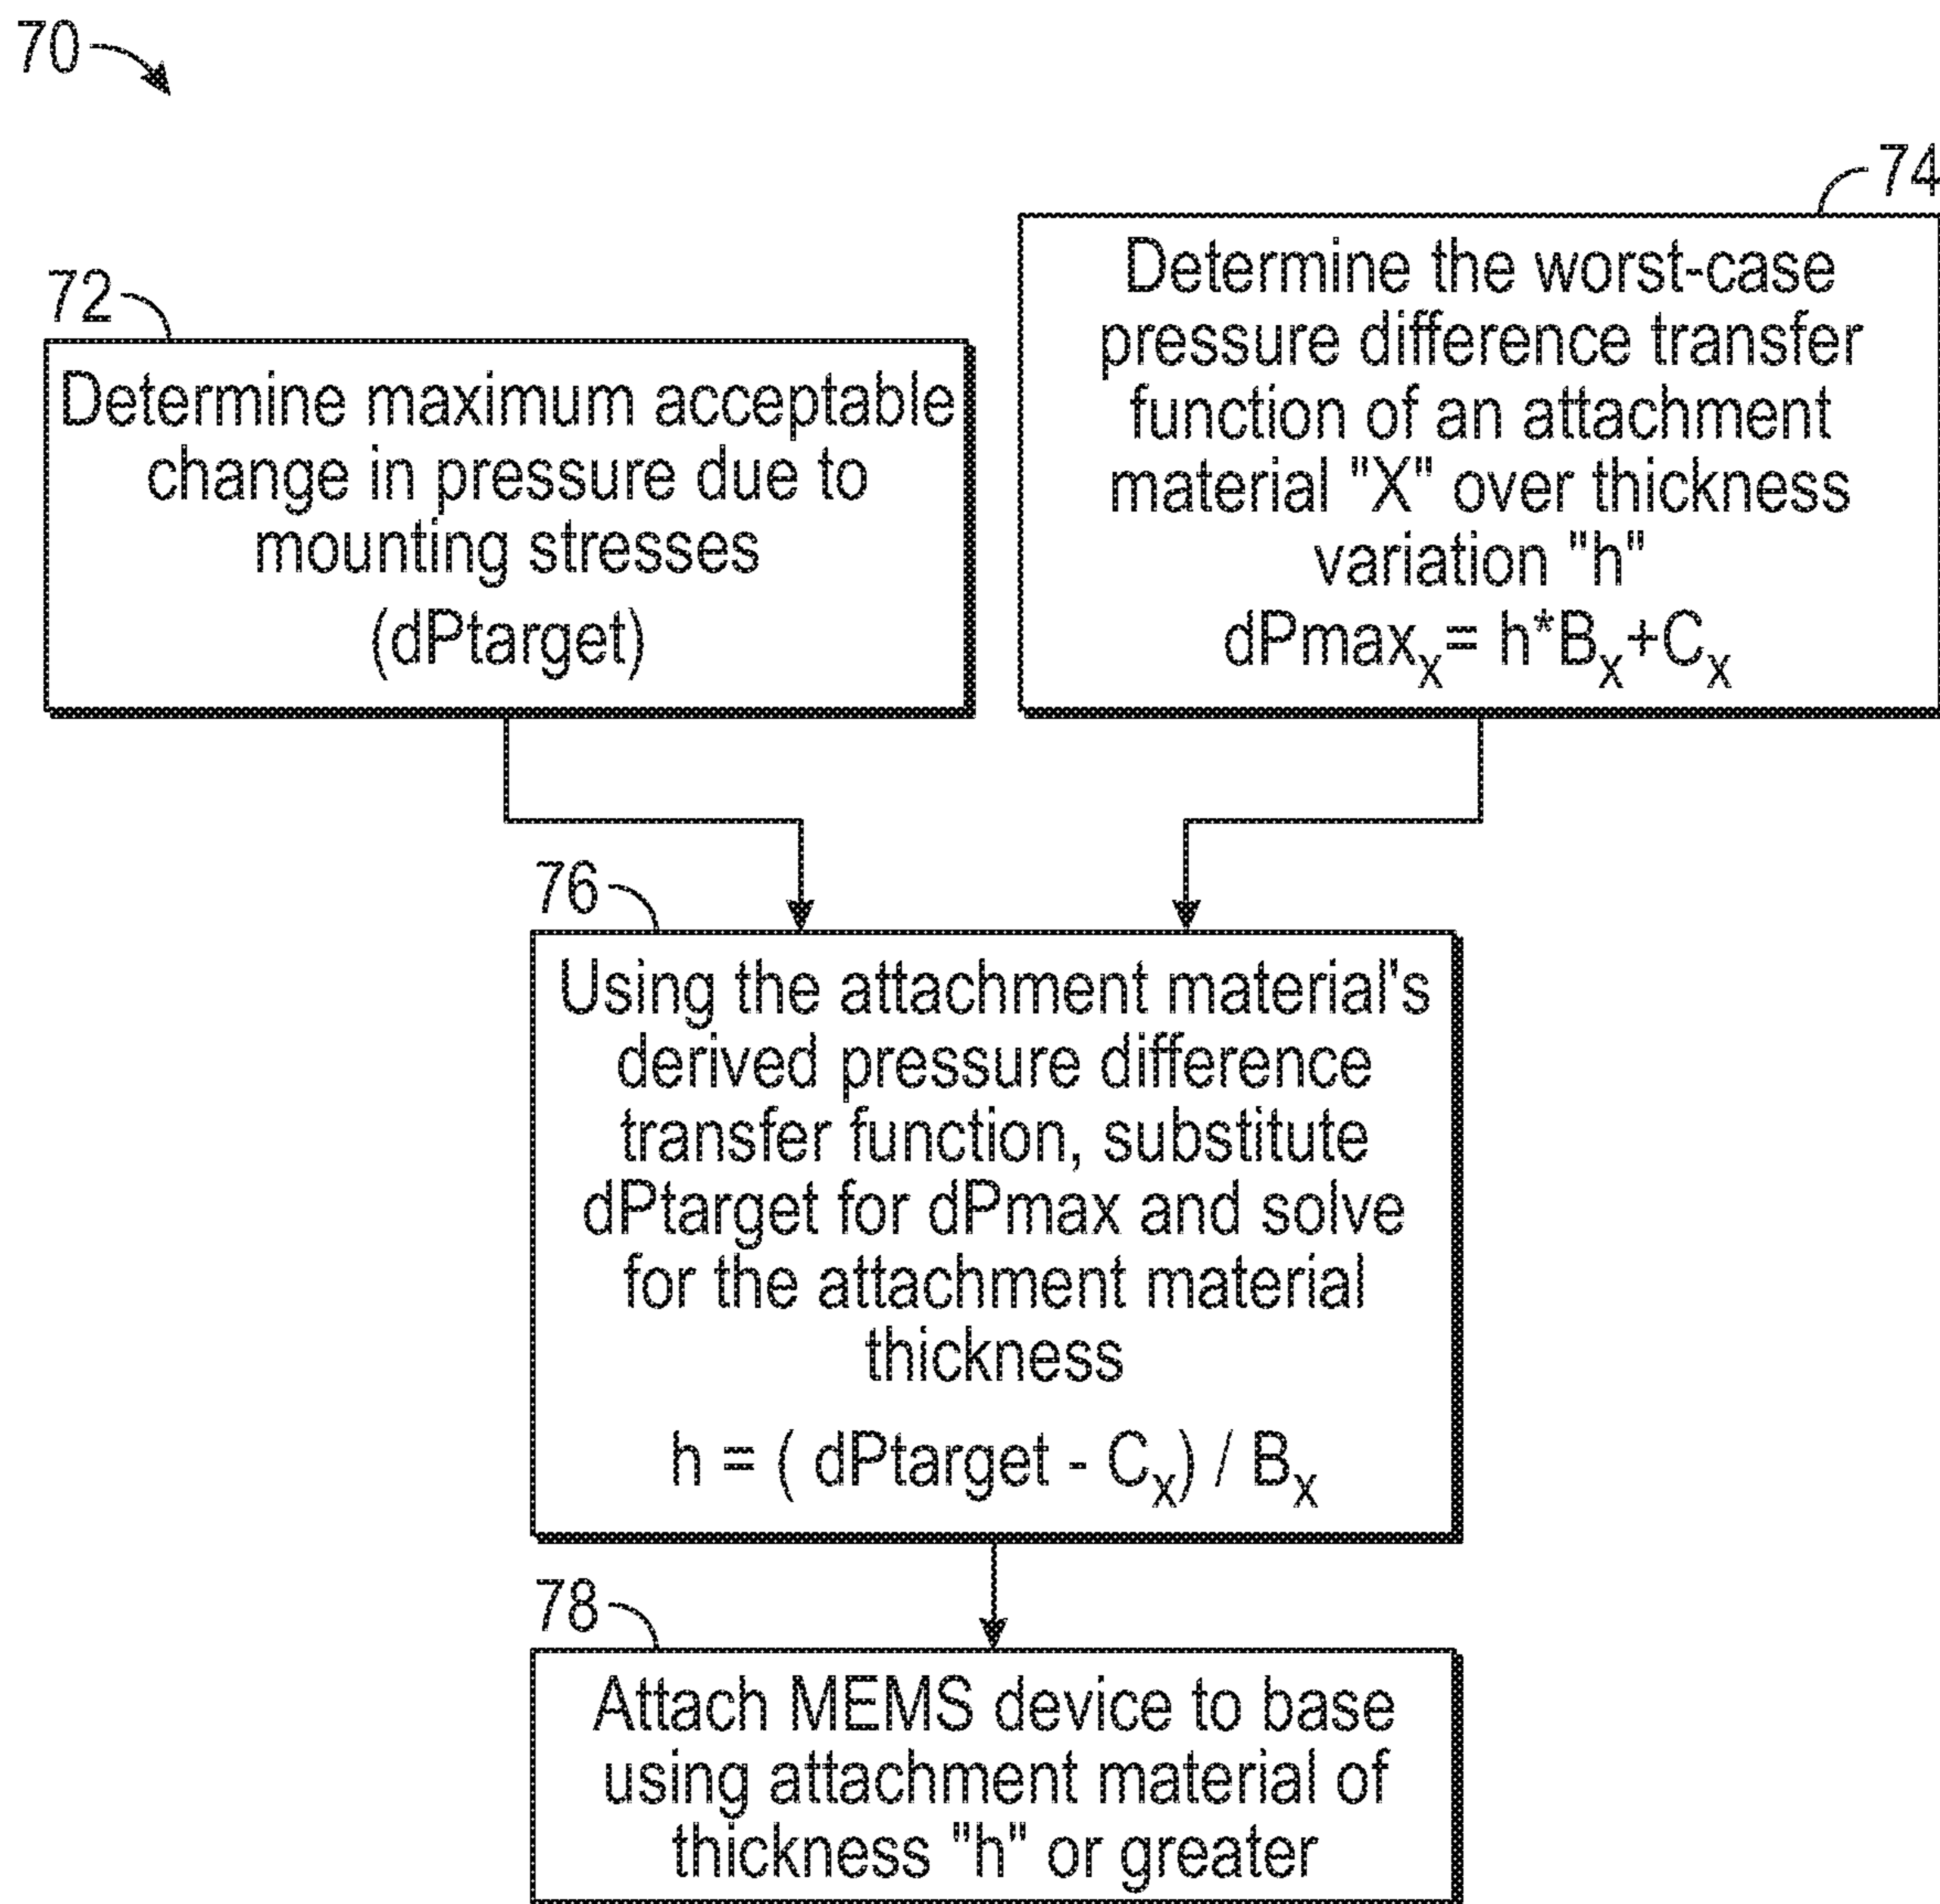 70
72
Determine maximum acceptable
change in pressure due to
mounting stresses
(dPtarget)
74
Determine the worst-case
pressure difference transfer
function of an attachment
material "X" over thickness
variation "h"
dPmaxₓ= h*Bₓ+Cₓ
76
Using the attachment material's
derived pressure difference
transfer function, substitute
dPtarget for dPmax and solve
for the attachment material
thickness
h = ( dPtarget - Cₓ) / Bₓ
78
Attach MEMS device to base
using attachment material of
thickness "h" or greater